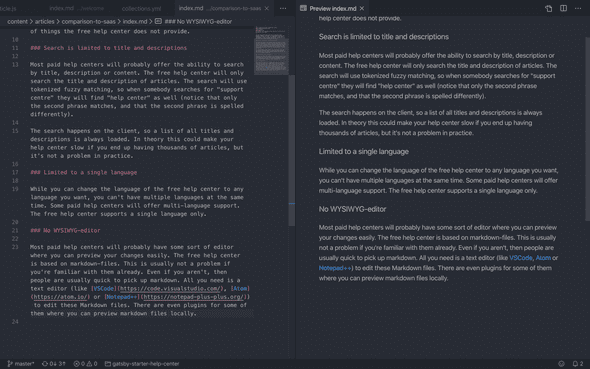 ce.js
index.md
collections.yml
index.md .../comparison-to-saas
Preview index.md
content > articles > comparison-to-saas > index.md > ### No WYSIWYG-editor
of things the free help center does not provide.
10
11 ### Search is limited to title and descriptions
12
13 Most paid help centers will probably offer the ability to search
by title, description or content. The free help center will only
search the title and description of articles. The search will use
tokenized fuzzy matching, so when somebody searches for "support
centre" they will find "help center" as well (notice that only
the second phrase matches, and that the second phrase is spelled
differently).
14
15 The search happens on the client, so a list of all titles and
descriptions is always loaded. In theory this could make your
help center slow if you end up having thousands of articles, but
it's not a problem in practice.
16
17 ### Limited to a single language
18
19 While you can change the language of the free help center to any
language you want, you can't have multiple languages at the same
time. Some paid help centers will offer multi-language support.
The free help center supports a single language only.
20
21 ### No WYSIWYG-editor
22
23 Most paid help centers will probably have some sort of editor
where you can preview your changes easily. The free help center
is based on markdown-files. This is usually not a problem if
you're familiar with them already. Even if you aren't, then
people are usually quick to pick up markdown. All you need is a
text editor (like [VSCode](https://code.visualstudio.com/), [Atom]
(https://atom.io/) or [Notepad++](https://notepad-plus-plus.org/))
to edit these Markdown files. There are even plugins for some of
them where you can preview markdown files locally.
24
help center does not provide.
Search is limited to title and descriptions
Most paid help centers will probably offer the ability to search by title, description or
content. The free help center will only search the title and description of articles. The
search will use tokenized fuzzy matching, so when somebody searches for "support
centre" they will find "help center" as well (notice that only the second phrase
matches, and that the second phrase is spelled differently).
The search happens on the client, so a list of all titles and descriptions is always
loaded. In theory this could make your help center slow if you end up having
thousands of articles, but it's not a problem in practice.
Limited to a single language
While you can change the language of the free help center to any language you want,
you can't have multiple languages at the same time. Some paid help centers will offer
multi-language support. The free help center supports a single language only.
No WYSIWYG-editor
Most paid help centers will probably have some sort of editor where you can preview
your changes easily. The free help center is based on markdown-files. This is usually
not a problem if you're familiar with them already. Even if you aren't, then people are
usually quick to pick up markdown. All you need is a text editor (like VSCode, Atom or
Notepad++) to edit these Markdown files. There are even plugins for some of them
where you can preview markdown files locally.
master* 0↓ 3↑ 0 0 gatsby-starter-help-center
2